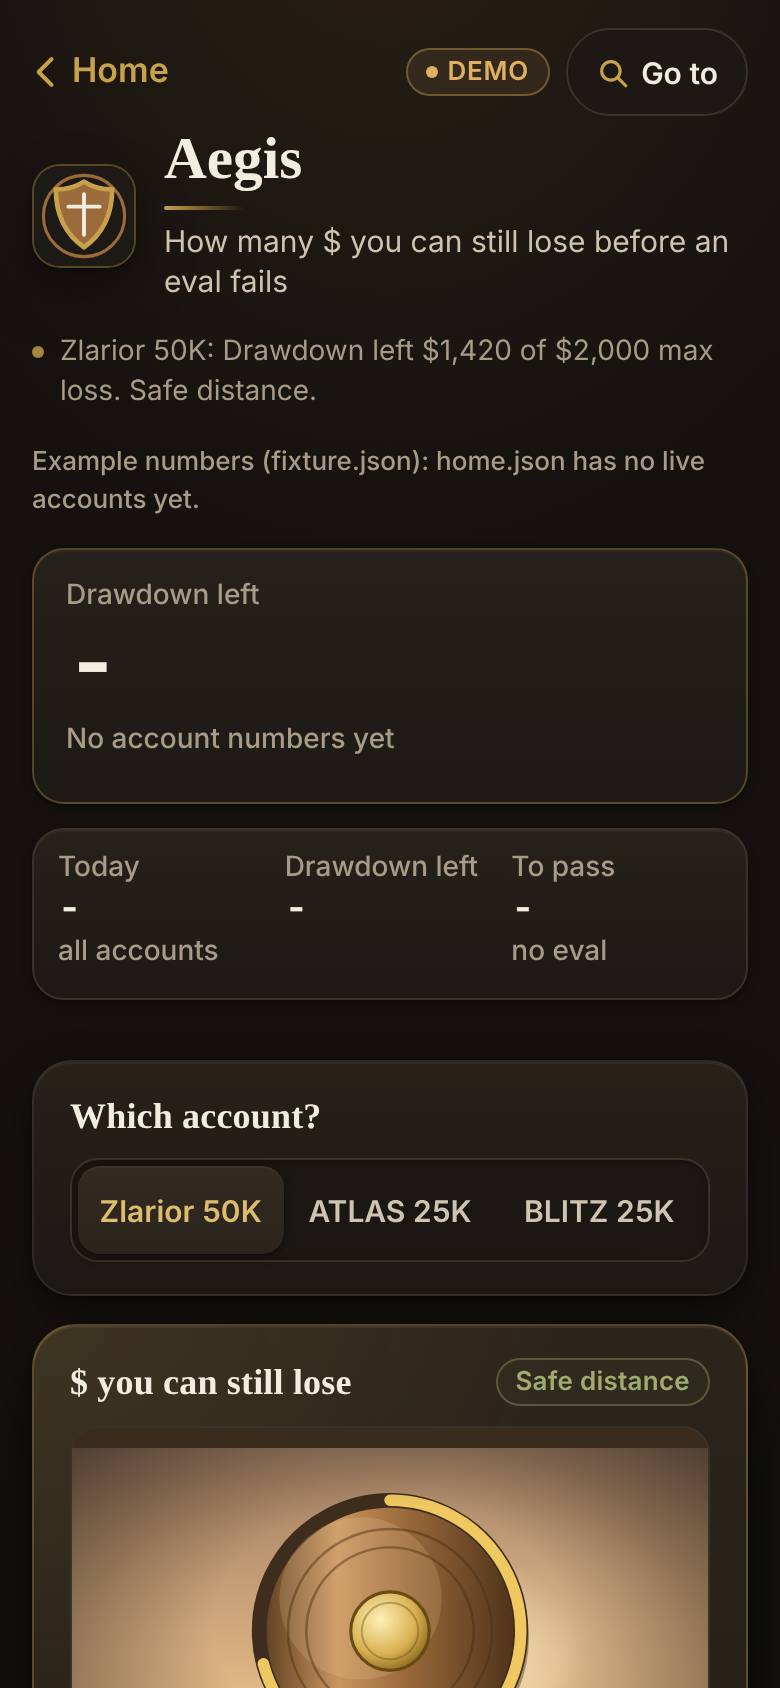 Home
DEMO
Go to
Aegis
How many $ you can still lose before an
eval fails
Zlarior 50K: Drawdown left $1,420 of $2,000 max
loss. Safe distance.
Example numbers (fixture.json): home.json has no live
accounts yet.
Drawdown left
-
No account numbers yet
Today Drawdown left To pass
- - -
all accounts no eval
Which account?
Zlarior 50K ATLAS 25K BLITZ 25K
$ you can still lose Safe distance